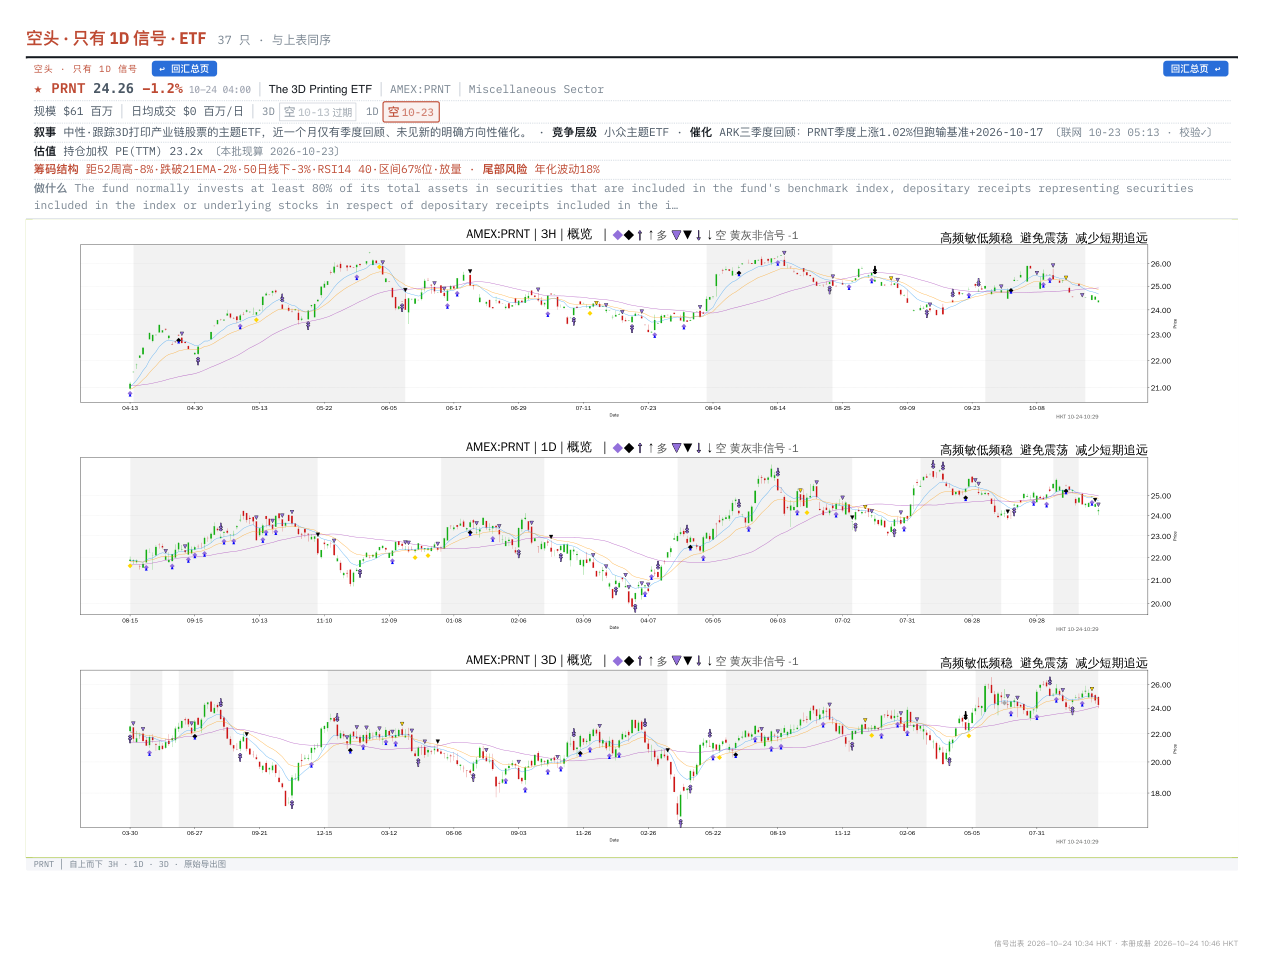 空头 · 只有 1D 信号 · ETF 37 只 · 与上表同序
空头 · 只有 1D 信号 ↩ 回汇总页 回汇总页 ↩
★ PRNT 24.26 −1.2% 10−24 04:00 │ The 3D Printing ETF │ AMEX:PRNT │ Miscellaneous Sector
规模 $61 百万 │ 日均成交 $0 百万/日 │ 3D 空 10-13 过期 1D 空 10-23
叙事 中性·跟踪3D打印产业链股票的主题ETF, 近一个月仅有季度回顾、未见新的明确方向性催化。 · 竞争层级 小众主题ETF · 催化 ARK三季度回顾: PRNT季度上涨1.02%但跑输基准+2026-10-17 〔联网 10-23 05:13 · 校验✓〕
估值 持仓加权 PE(TTM) 23.2x 〔本批现算 2026-10-23〕
筹码结构 距52周高-8%·跌破21EMA-2%·50日线下-3%·RSI14 40·区间67%位·放量 · 尾部风险 年化波动18%
做什么 The fund normally invests at least 80% of its total assets in securities that are included in the fund's benchmark index, depositary receipts representing securities
included in the index or underlying stocks in respect of depositary receipts included in the i…
AMEX:PRNT | 3H | 概览 | ◆◆↑↑多 ▼▼↓↓空 黄灰非信号 ·1 高频敏低频稳 避免震荡 减少短期追远
26.00
25.00
24.00
23.00
22.00
21.00
Price
04-13 04-30 05-13 05-22 06-05 06-17 06-29 07-11 07-23 08-04 08-14 08-25 09-09 09-23 10-08
Date
HKT 10-24 10:29
AMEX:PRNT | 1D | 概览 | ◆◆↑↑多 ▼▼↓↓空 黄灰非信号 ·1 高频敏低频稳 避免震荡 减少短期追远
25.00
24.00
23.00
22.00
21.00
20.00
Price
08-15 09-15 10-13 11-10 12-09 01-08 02-06 03-09 04-07 05-05 06-03 07-02 07-31 08-28 09-28
Date
HKT 10-24 10:29
AMEX:PRNT | 3D | 概览 | ◆◆↑↑多 ▼▼↓↓空 黄灰非信号 ·1 高频敏低频稳 避免震荡 减少短期追远
26.00
24.00
22.00
20.00
18.00
Price
03-30 06-27 09-21 12-15 03-12 06-06 09-03 11-26 02-26 05-22 08-19 11-12 02-06 05-05 07-31
Date
HKT 10-24 10:29
PRNT │ 自上而下 3H · 1D · 3D · 原始导出图
信号出表 2026-10-24 10:34 HKT · 本册成册 2026-10-24 10:46 HKT